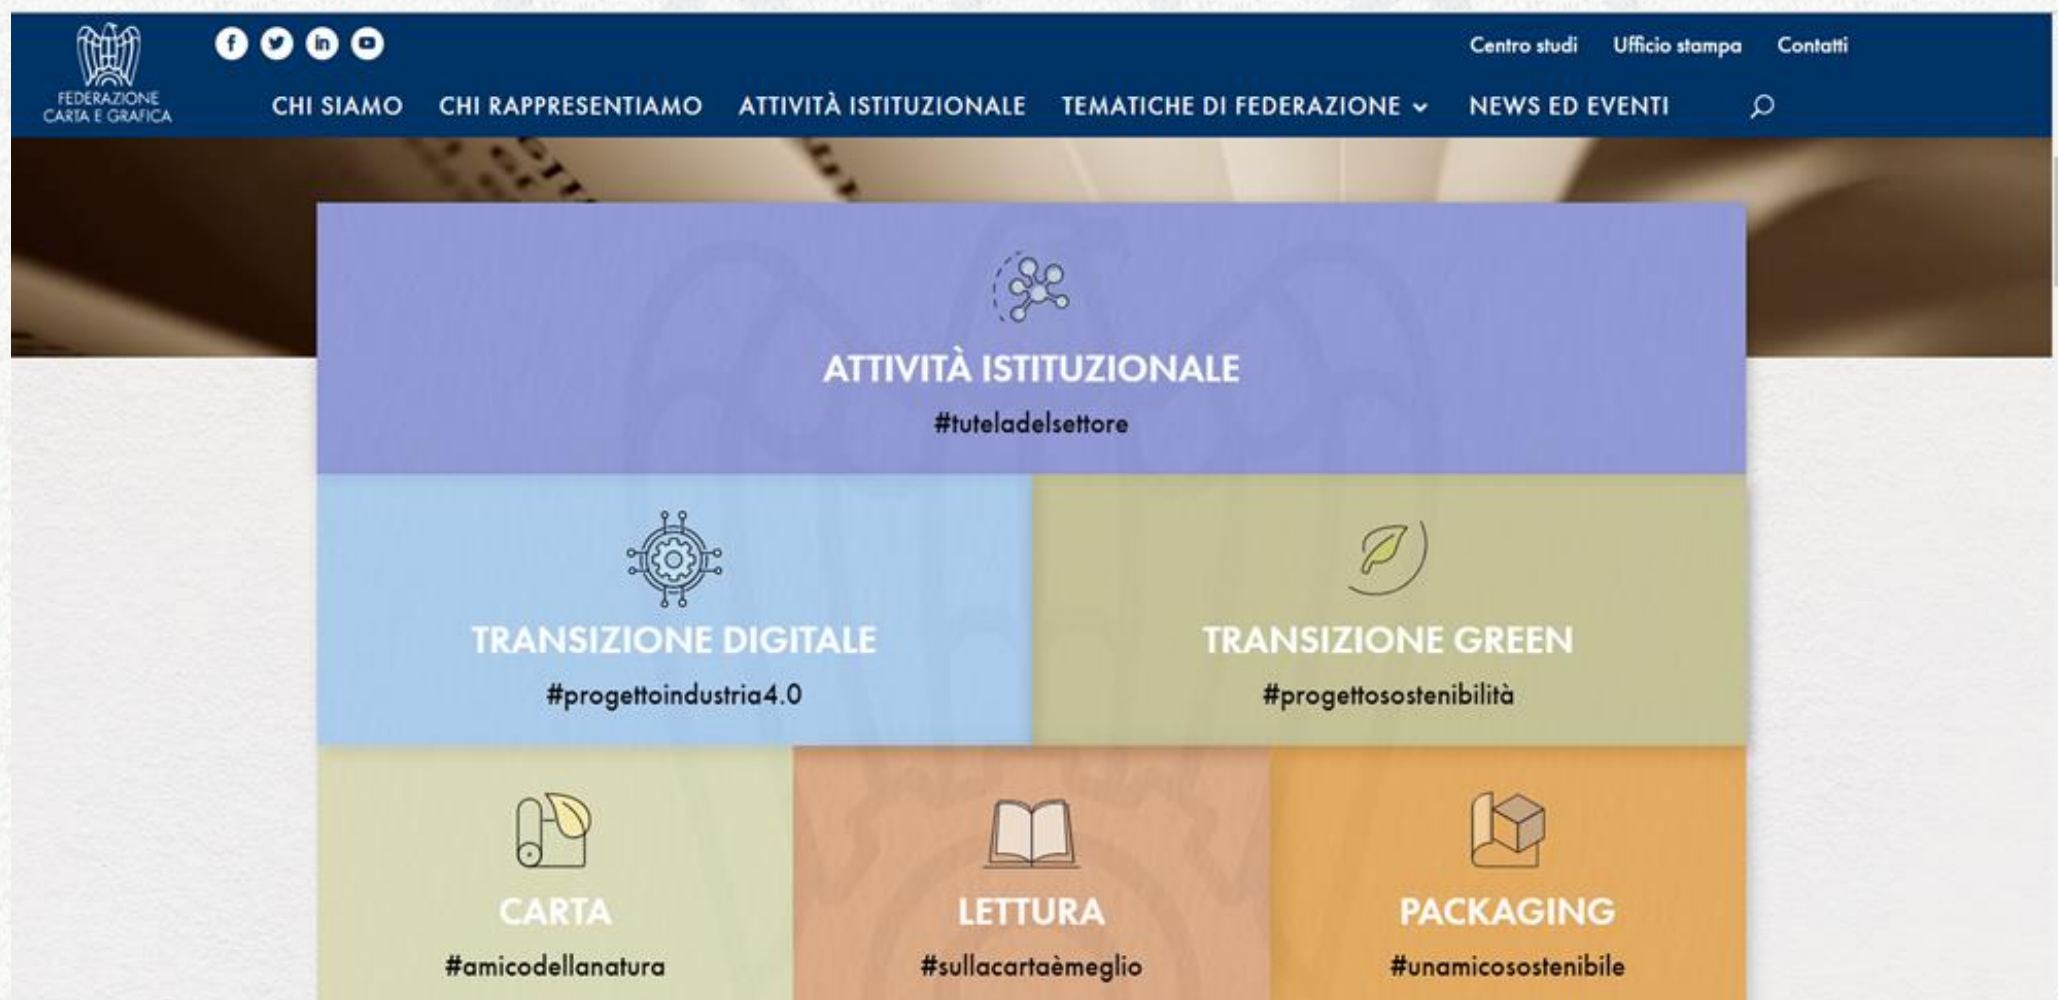 Centro studi Ufficio stampa Contatti
FEDERAZIONE
CARTA E GRAFICA
CHI SIAMO CHI RAPPRESENTIAMO ATTIVITÀ ISTITUZIONALE TEMATICHE DI FEDERAZIONE NEWS ED EVENTI
ATTIVITÀ ISTITUZIONALE
#tuteladelsettore
TRANSIZIONE DIGITALE
#progettoindustria4.0
TRANSIZIONE GREEN
#progettosostenibilità
CARTA
#amicodellanatura
LETTURA
#sullacartaèmeglio
PACKAGING
#unamicosostenibile